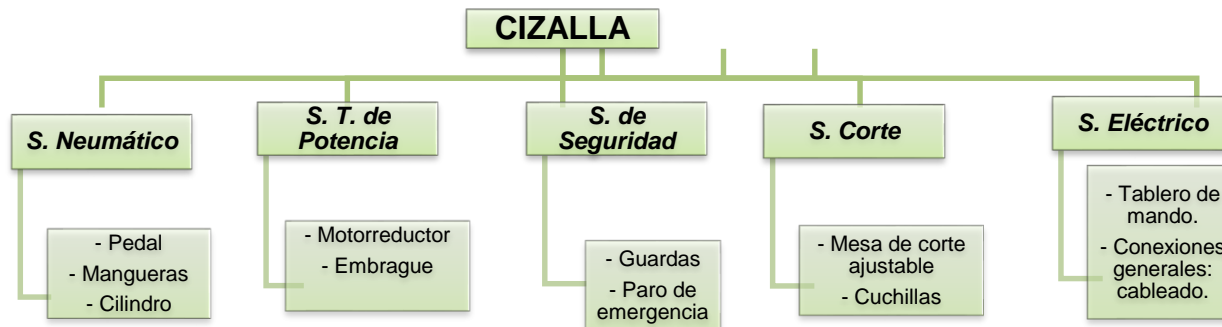 CIZALLA
S. Neumático
- Pedal
- Mangueras
- Cilindro
S. T. de
Potencia
- Motorreductor
- Embrague
S. de
Seguridad
- Guardas
- Paro de
emergencia
S. Corte
- Mesa de corte
ajustable
- Cuchillas
S. Eléctrico
- Tablero de
mando.
- Conexiones
generales:
cableado.